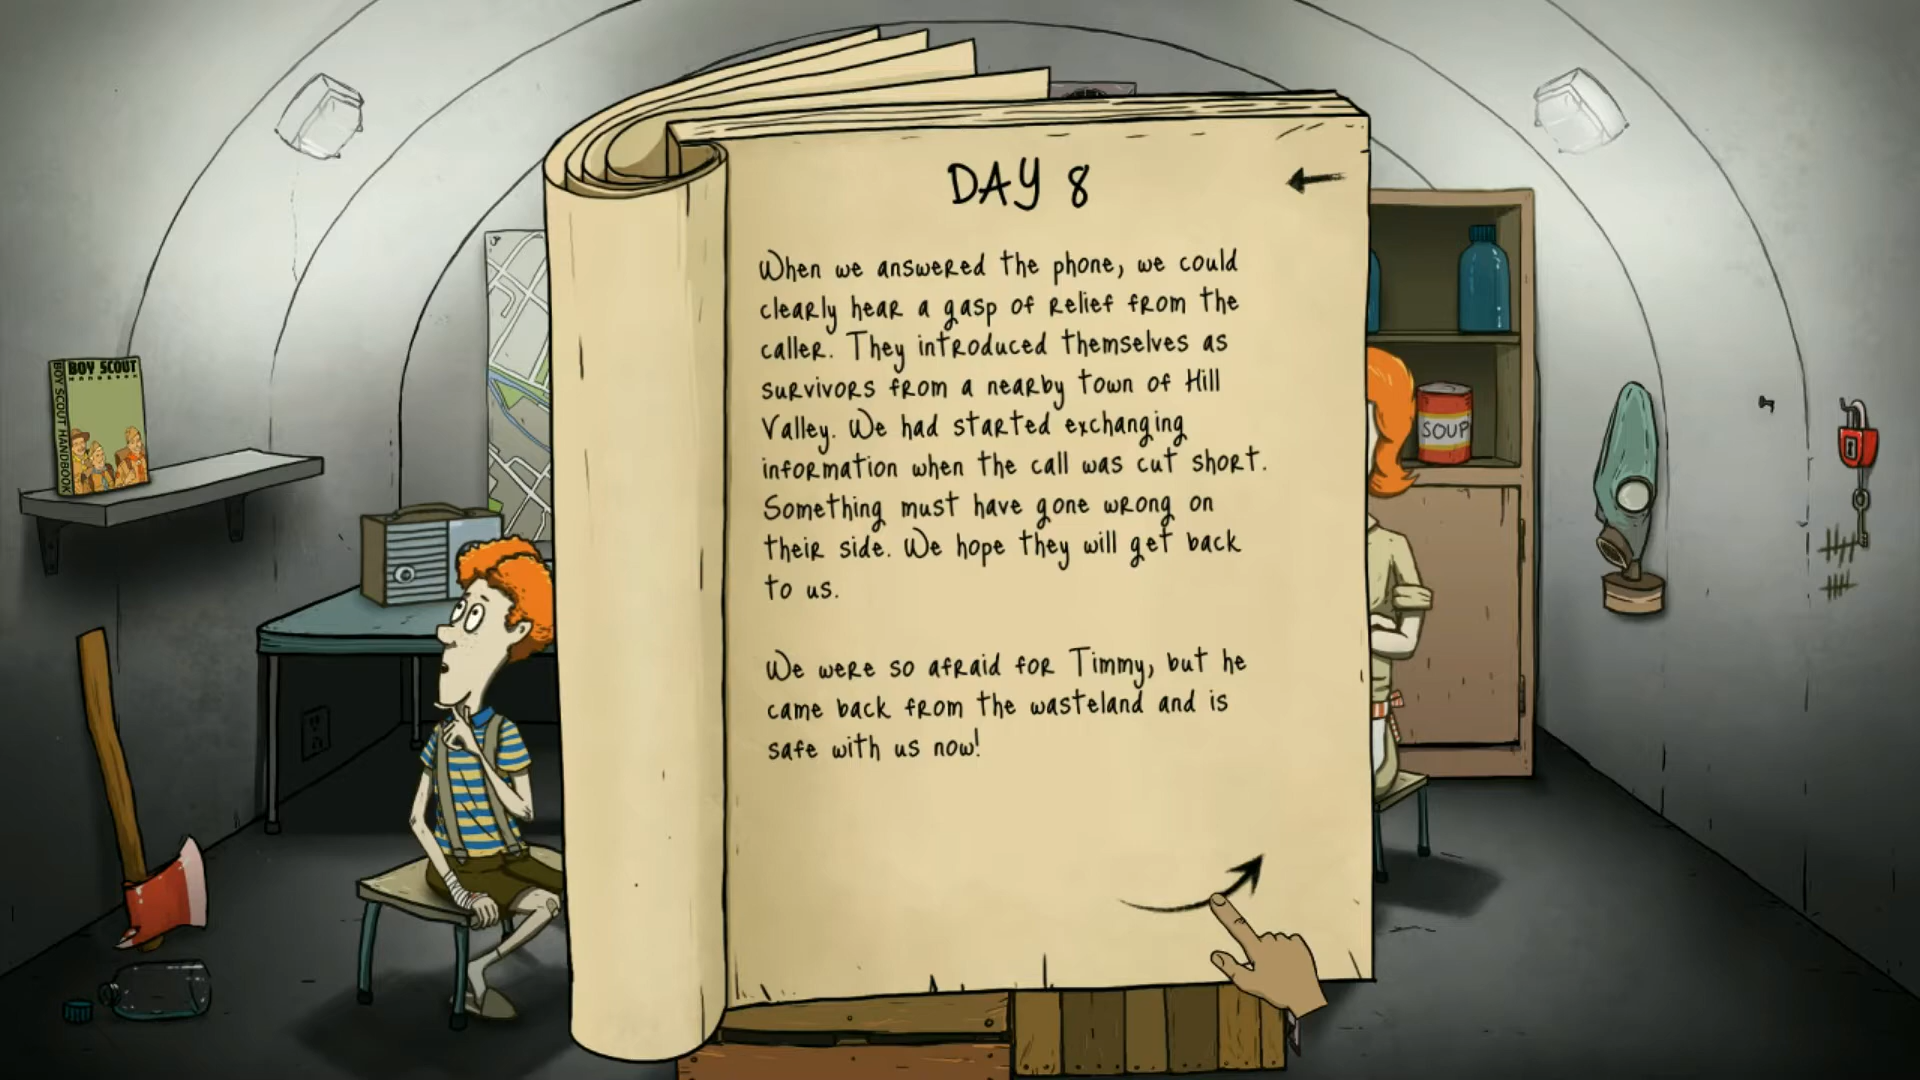 DAY 8
When we answered the phone, we could
clearly hear a gasp of relief from the
caller. They introduced themselves as
survivors from a nearby town of Hill
Valley. We had started exchanging
information when the call was cut short.
Something must have gone wrong on
their side. We hope they will get back
to us.
We were so afraid for Timmy, but he
came back from the wasteland and is
safe with us now!
BOY SCOUT
HANDBOOK
BOY SCOUT HANDBOOK
SOUP